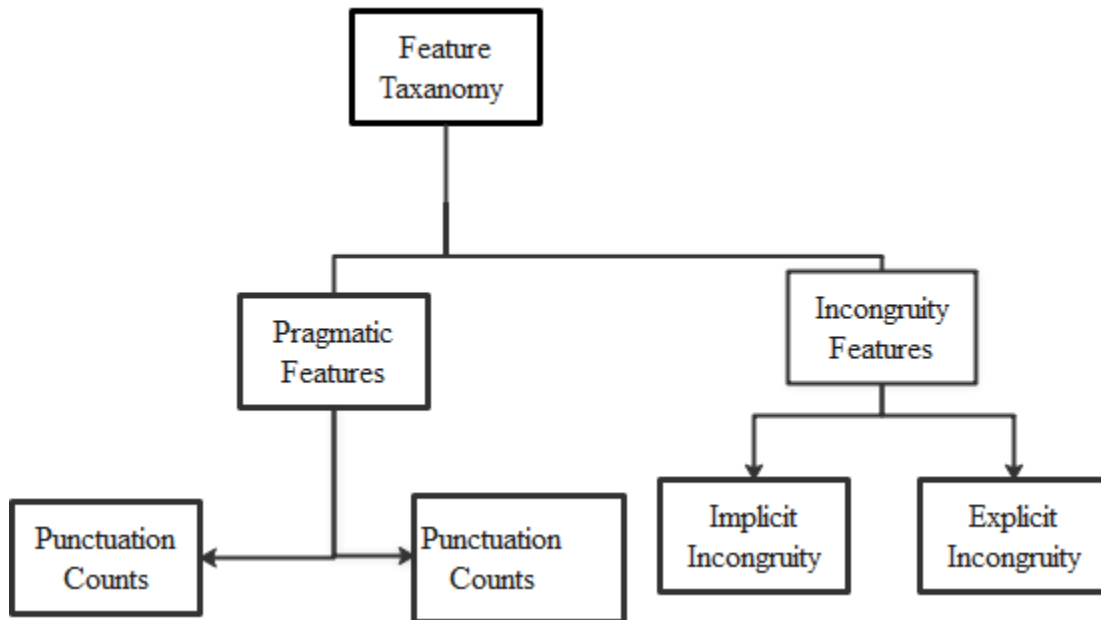 Feature
Taxanomy
Pragmatic
Features
Incongruity
Features
Punctuation
Counts
Punctuation
Counts
Implicit
Incongruity
Explicit
Incongruity